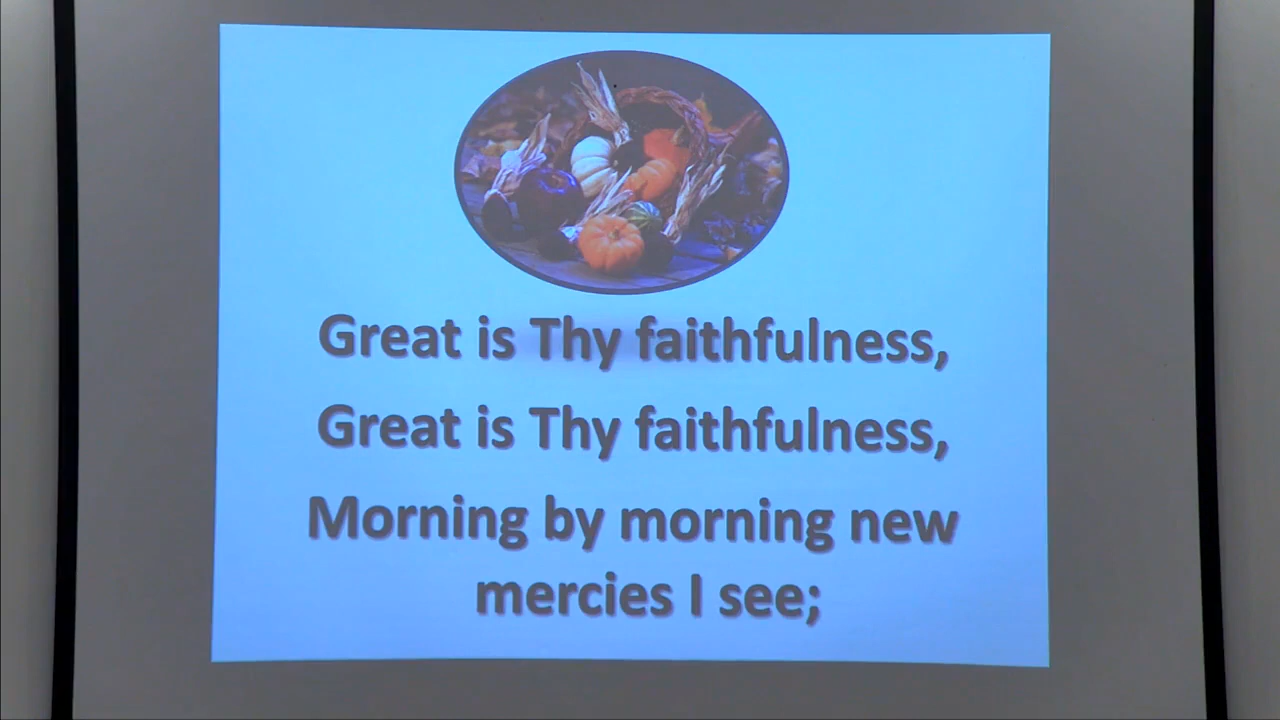 Great is Thy faithfulness,
Great is Thy faithfulness,
Morning by morning new
mercies I see;